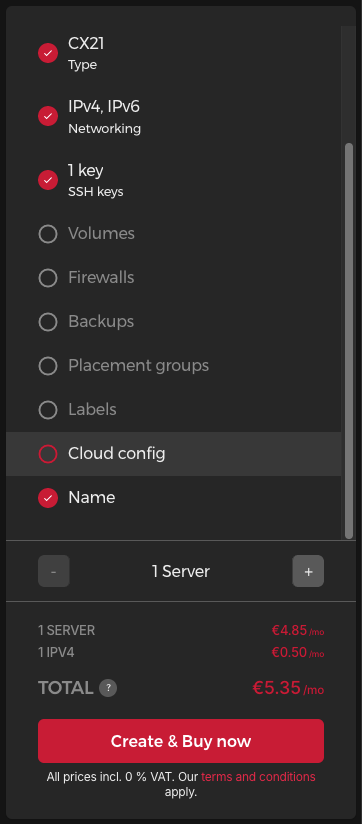 CX21
Type
IPv4, IPv6
Networking
1 key
SSH keys
Volumes
Firewalls
Backups
Placement groups
Labels
Cloud config
Name
- 1 Server +
1 SERVER €4.85 /mo
1 IPV4 €0.50 /mo
TOTAL ? €5.35 /mo
Create & Buy now
All prices incl. 0 % VAT. Our terms and conditions
apply.